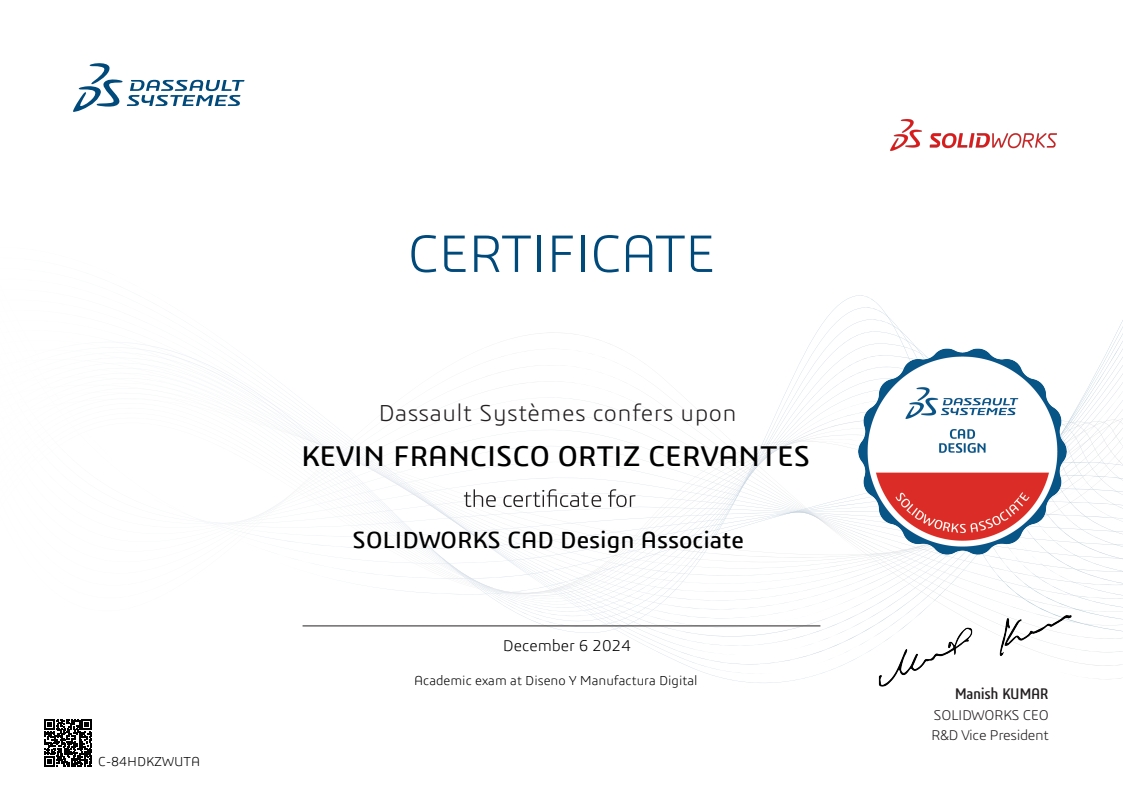 DASSAULT
SYSTEMES
SOLIDWORKS
CERTIFICATE
Dassault Systèmes confers upon
KEVIN FRANCISCO ORTIZ CERVANTES
the certificate for
SOLIDWORKS CAD Design Associate
DASSAULT
SYSTEMES
CAD
DESIGN
SOLIDWORKS ASSOCIATE
December 6 2024
Academic exam at Diseno Y Manufactura Digital
Manish KUMAR
SOLIDWORKS CEO
R&D Vice President
C-84HDKZWUTA